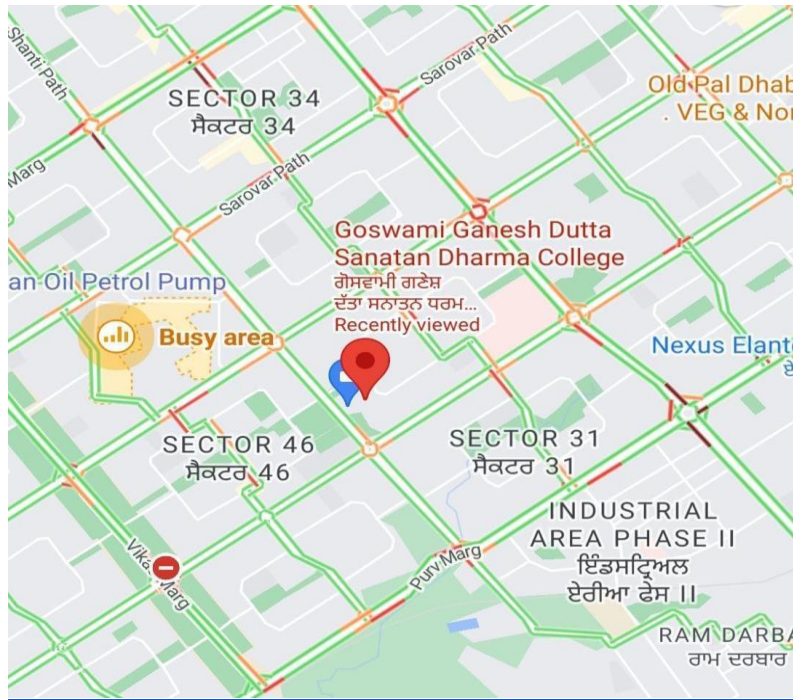 Shanti Path
Sarovar Path
SECTOR 34
ਸੈਕਟਰ 34
Old Pal Dhab
. VEG & Nor
Marg
Sarovar Path
Goswami Ganesh Dutta
Sanatan Dharma College
ਗੋਸਵਾਮੀ ਗਣੇਸ਼
ਦੱਤਾ ਸਨਾਤਨ ਧਰਮ...
Recently viewed
an Oil Petrol Pump
Busy area
Nexus Elant
ਏ
SECTOR 46
ਸੈਕਟਰ 46
SECTOR 31
ਸੈਕਟਰ 31
INDUSTRIAL
AREA PHASE II
ਇੰਡਸਟ੍ਰਿਅਲ
ਏਰੀਆ ਫੇਸ II
Vika
Marg
Purv Marg
RAM DARBA
ਰਾਮ ਦਰਬਾਰ